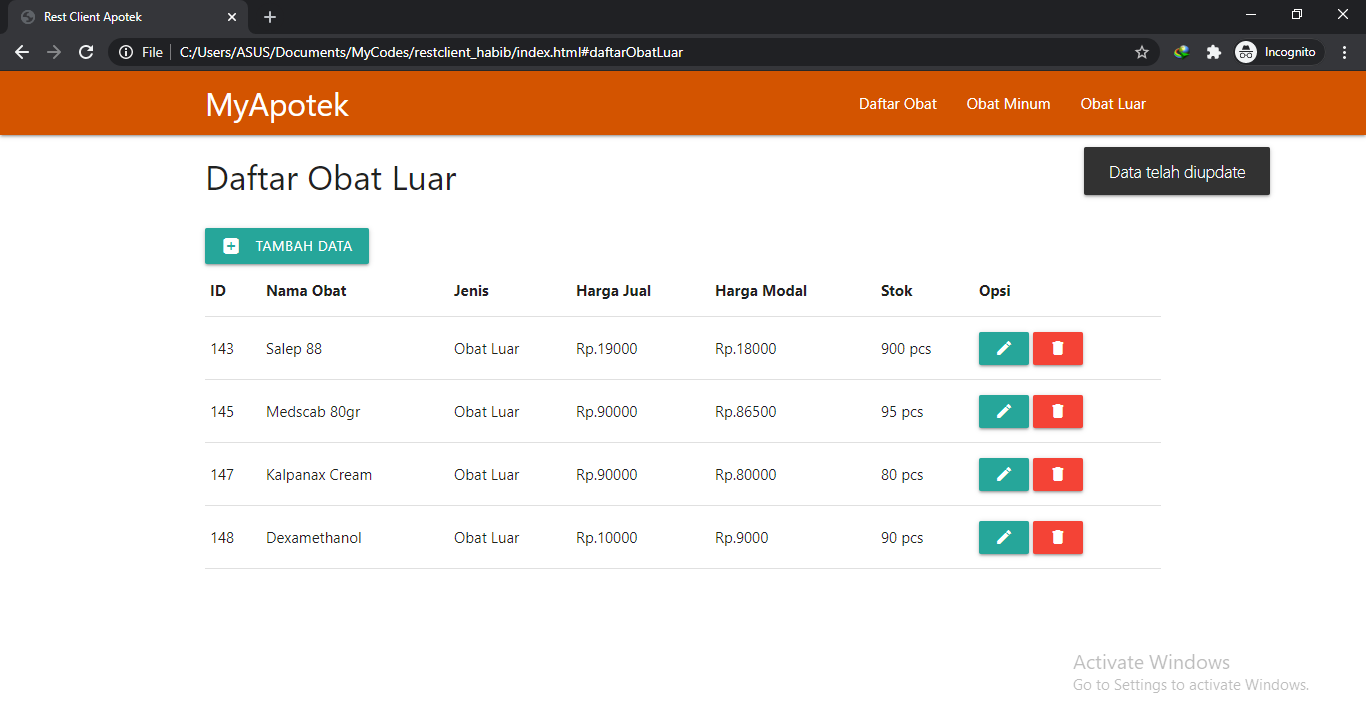 Rest Client Apotek
File C:/Users/ASUS/Documents/MyCodes/restclient_habib/index.html#daftarObatLuar Incognito
MyApotek Daftar Obat Obat Minum Obat Luar
Daftar Obat Luar
Data telah diupdate
TAMBAH DATA
ID Nama Obat Jenis Harga Jual Harga Modal Stok Opsi
143 Salep 88 Obat Luar Rp.19000 Rp.18000 900 pcs
145 Medscab 80gr Obat Luar Rp.90000 Rp.86500 95 pcs
147 Kalpanax Cream Obat Luar Rp.90000 Rp.80000 80 pcs
148 Dexamethanol Obat Luar Rp.10000 Rp.9000 90 pcs
Activate Windows
Go to Settings to activate Windows.